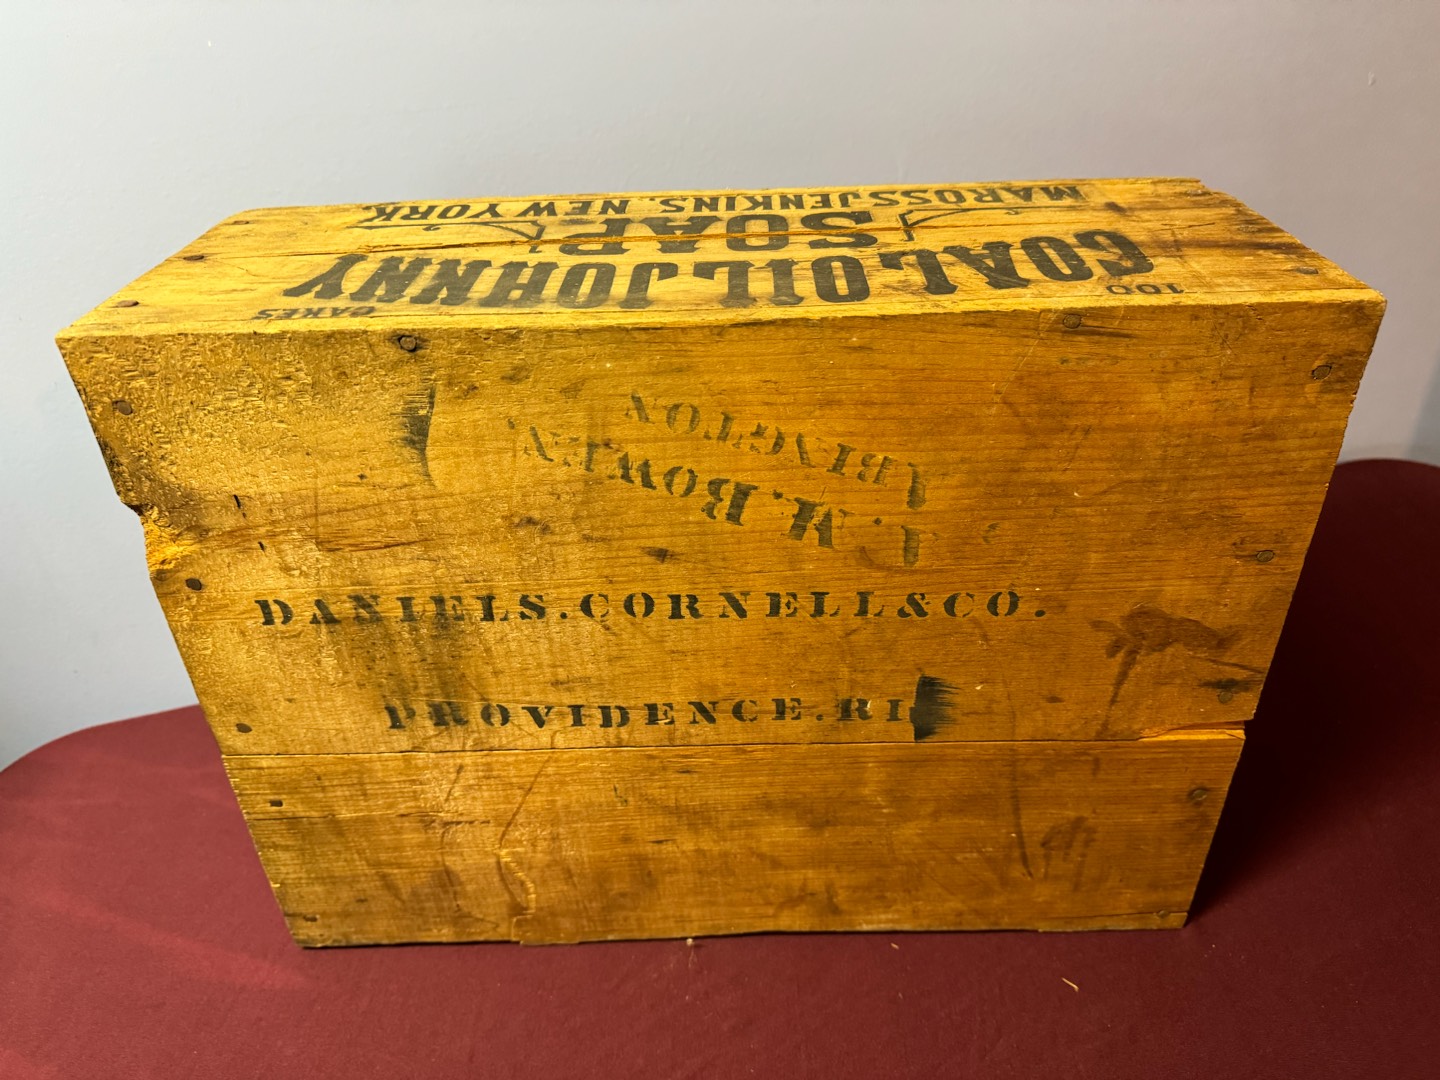 100 CAKES
COAL OIL JOHNNY
SOAP
MAROSS JENKINS, NEW YORK.
M. BOWEN,
ABINGTON
DANIELS.CORNELL&CO.
PROVIDENCE.RI